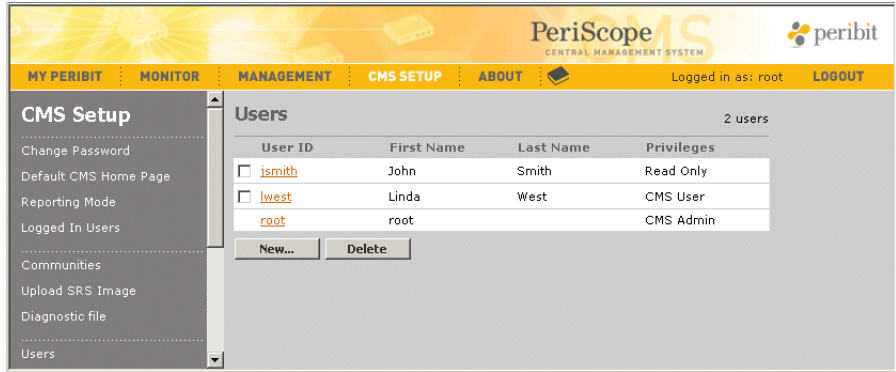 PeriScope
CENTRAL MANAGEMENT SYSTEM
peribit
MY PERIBIT MONITOR MANAGEMENT CMS SETUP ABOUT Logged in as: root LOGOUT
CMS Setup
Change Password
Default CMS Home Page
Reporting Mode
Logged In Users
Communities
Upload SRS Image
Diagnostic file
Users
Users 2 users
User ID First Name Last Name Privileges
jsmith John Smith Read Only
lwest Linda West CMS User
root root CMS Admin
New... Delete